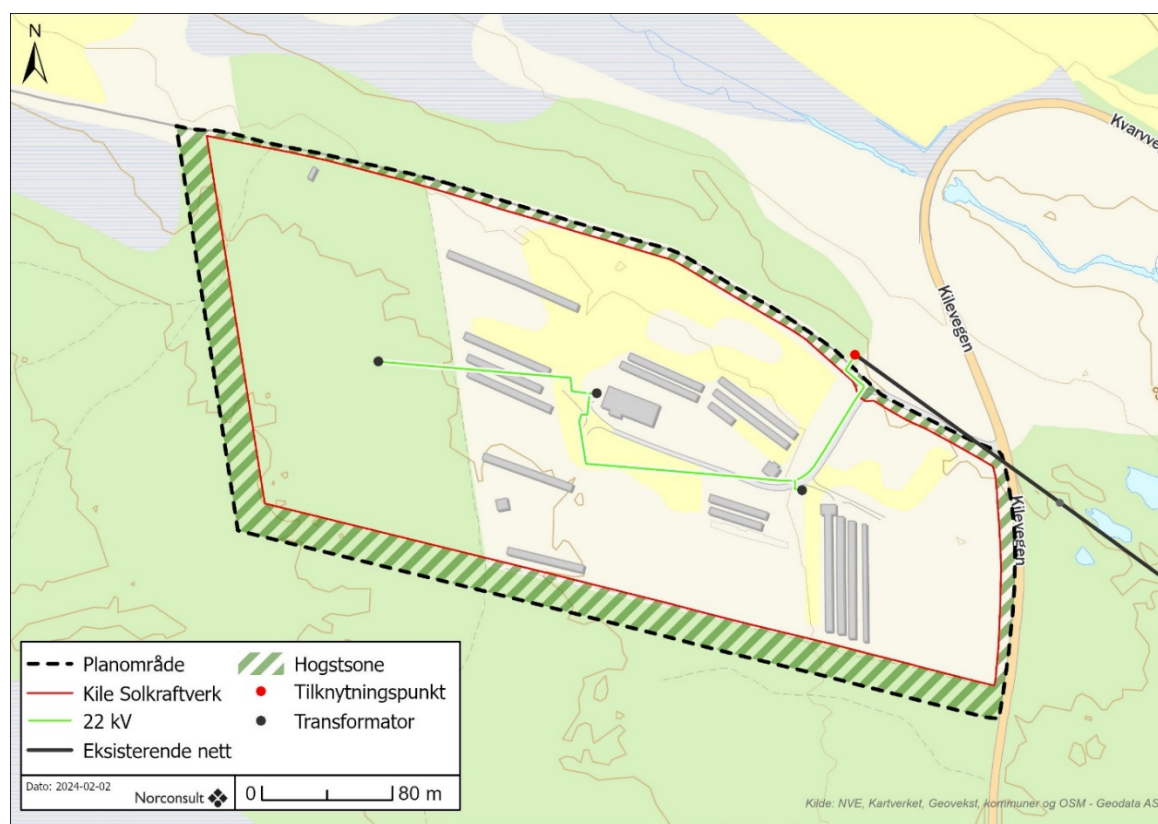 N
Kvarvve
Kilevegen
Kilevegen
Planområde
Kile Solkraftverk
22 kV
Eksisterende nett
Hogstsone
Tilknytningspunkt
Transformator
Dato: 2024-02-02
Norconsult
0 80 m
Kilde: NVE, Kartverket, Geovekst, kommuner og OSM - Geodata AS